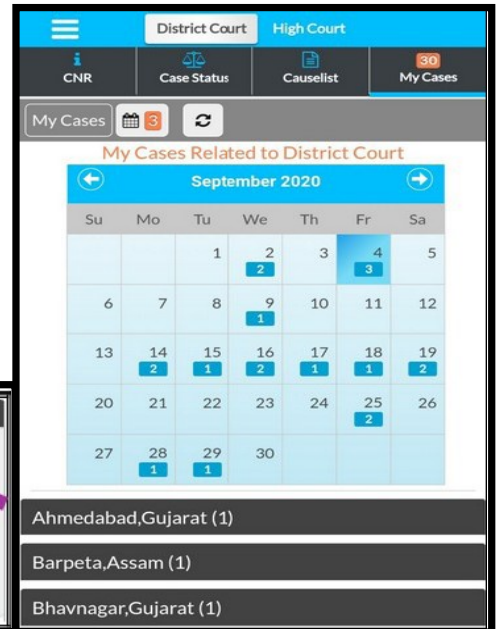 District Court High Court
CNR Case Status Causelist 30 My Cases
My Cases 3
My Cases Related to District Court
September 2020
Su Mo Tu We Th Fr Sa
1 2 3 4 5
2 3
6 7 8 9 10 11 12
1
13 14 15 16 17 18 19
2 1 2 1 1 2
20 21 22 23 24 25 26
2
27 28 29 30
1 1
Ahmedabad,Gujarat (1)
Barpeta,Assam (1)
Bhavnagar,Gujarat (1)